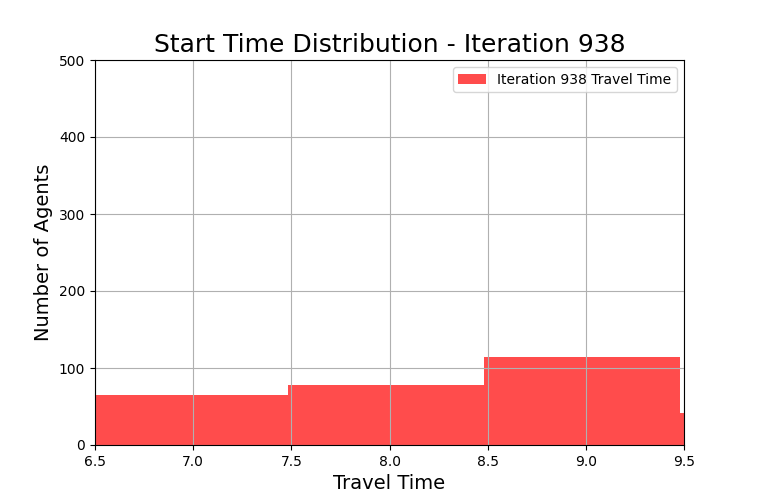 Start Time Distribution - Iteration 938
Iteration 938 Travel Time
Number of Agents
500
400
300
200
100
0
6.5 7.0 7.5 8.0 8.5 9.0 9.5
Travel Time